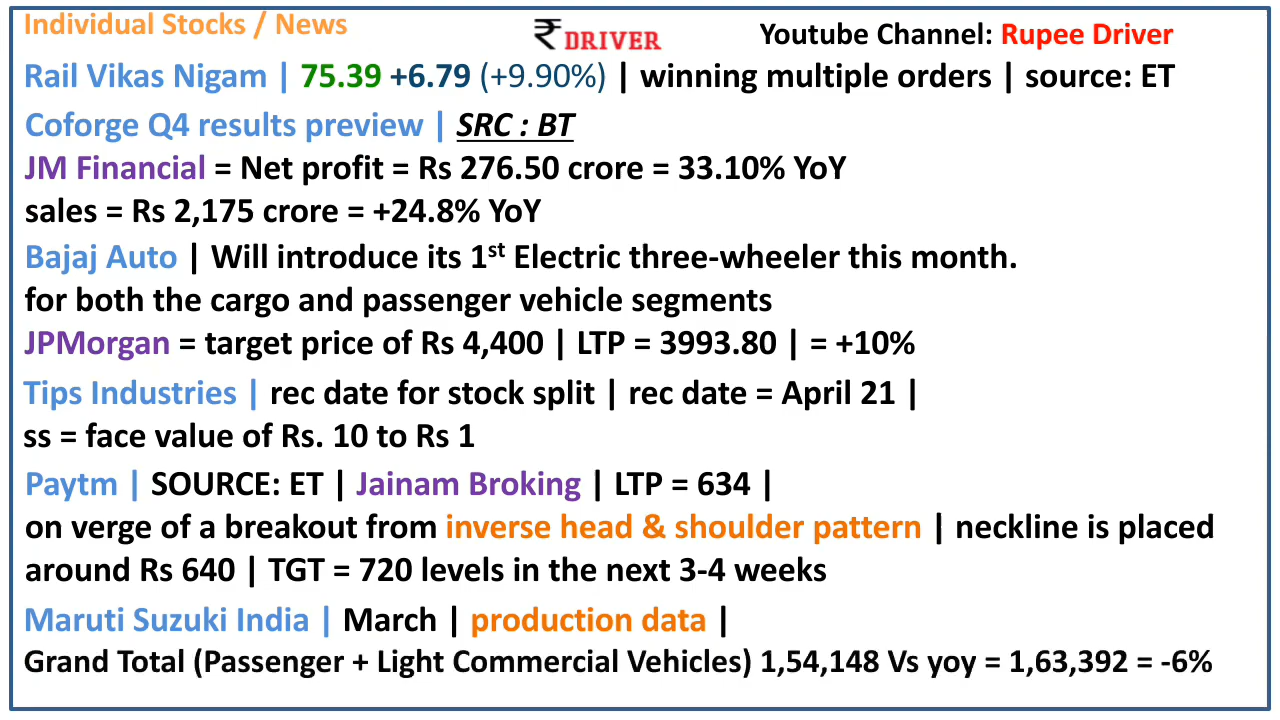 Individual Stocks / News
₹ DRIVER
Youtube Channel: Rupee Driver
Rail Vikas Nigam | 75.39 +6.79 (+9.90%) | winning multiple orders | source: ET
Coforge Q4 results preview | SRC : BT
JM Financial = Net profit = Rs 276.50 crore = 33.10% YoY
sales = Rs 2,175 crore = +24.8% YoY
Bajaj Auto | Will introduce its 1st Electric three-wheeler this month.
for both the cargo and passenger vehicle segments
JPMorgan = target price of Rs 4,400 | LTP = 3993.80 | = +10%
Tips Industries | rec date for stock split | rec date = April 21 |
ss = face value of Rs. 10 to Rs 1
Paytm | SOURCE: ET | Jainam Broking | LTP = 634 |
on verge of a breakout from inverse head & shoulder pattern | neckline is placed
around Rs 640 | TGT = 720 levels in the next 3-4 weeks
Maruti Suzuki India | March | production data |
Grand Total (Passenger + Light Commercial Vehicles) 1,54,148 Vs yoy = 1,63,392 = -6%